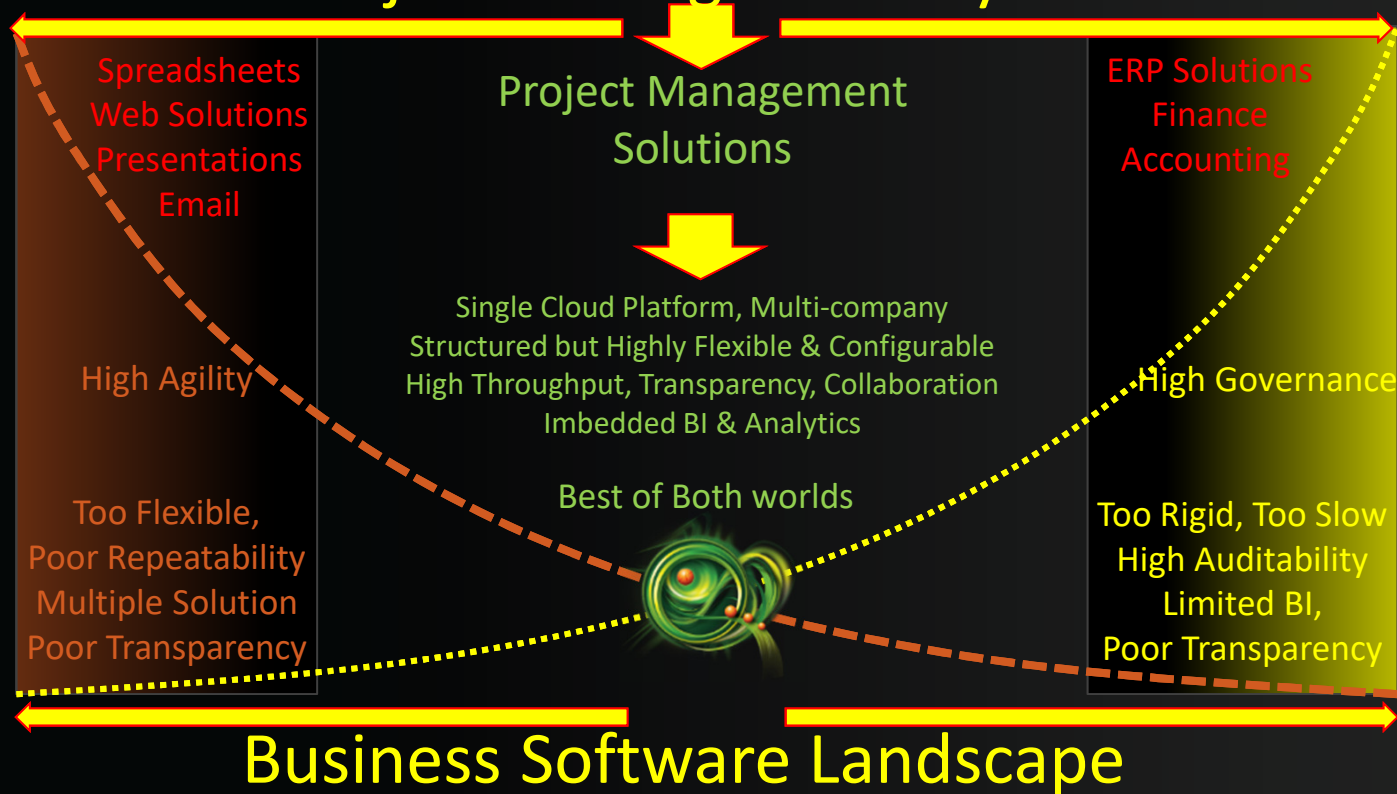 Spreadsheets
Web Solutions
Presentations
Email
Project Management
Solutions
ERP Solutions
Finance
Accounting
Single Cloud Platform, Multi-company
Structured but Highly Flexible & Configurable
High Throughput, Transparency, Collaboration
Imbedded BI & Analytics
High Agility
High Governance
Best of Both worlds
Too Flexible,
Poor Repeatability
Multiple Solution
Poor Transparency
Too Rigid, Too Slow
High Auditability
Limited BI,
Poor Transparency
Business Software Landscape